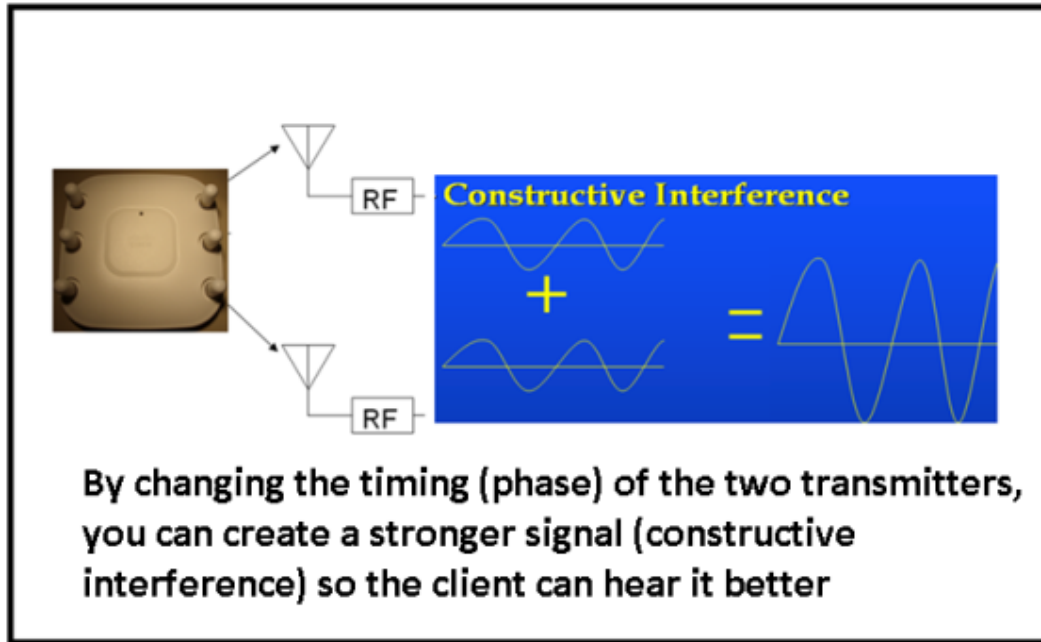 RF
Constructive Interference
+
=
RF
By changing the timing (phase) of the two transmitters,
you can create a stronger signal (constructive
interference) so the client can hear it better